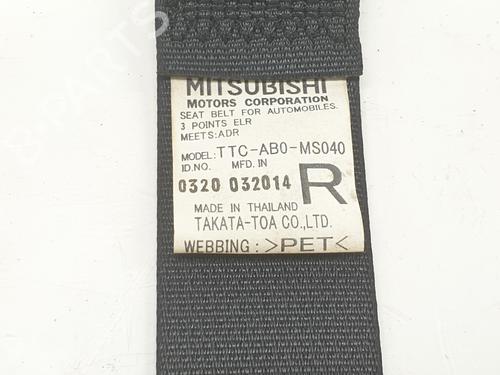 MITSUBISHI
MOTORS CORPORATION
SEAT BELT FOR AUTOMOBILES.
3 POINTS ELR
MEETS:ADR
MODEL: TTC-AB0-MS040
ID.NO. MFD. IN
0320 032014 R
MADE IN THAILAND
TAKATA-TOA CO.,LTD.
WEBBING : >PET<